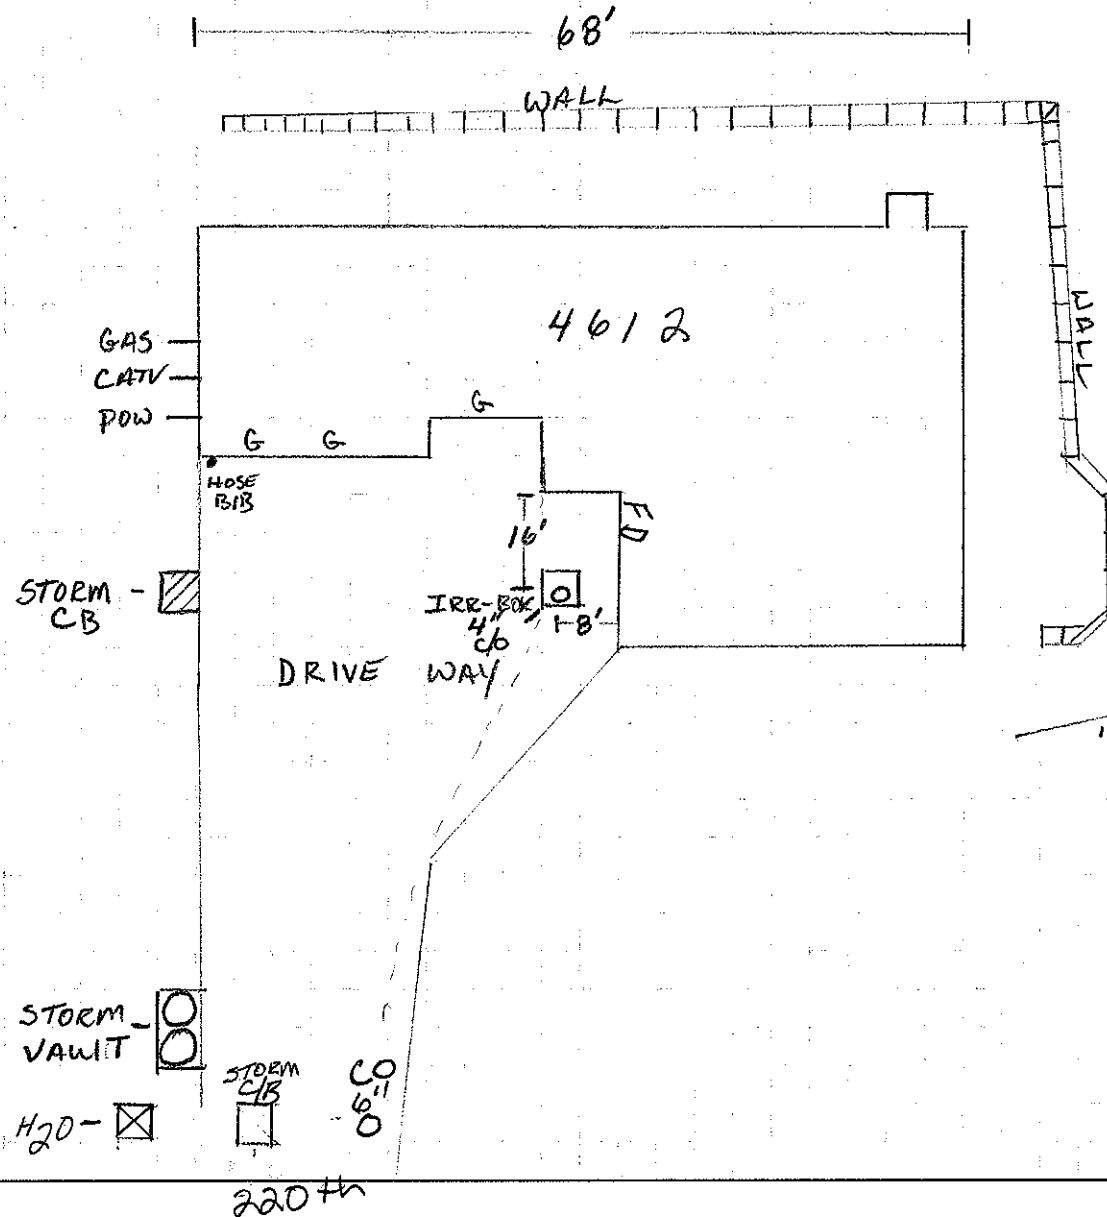 68'
WALL
4612
WALL
GAS
CATV
POW
G
G G
HOSE
BIB
FD
16'
STORM
CB
IRR-BOX
4"
C/O
8'
DRIVE WAY
STORM
VAULT
STORM
C/B
CO
6"
H2O
220th